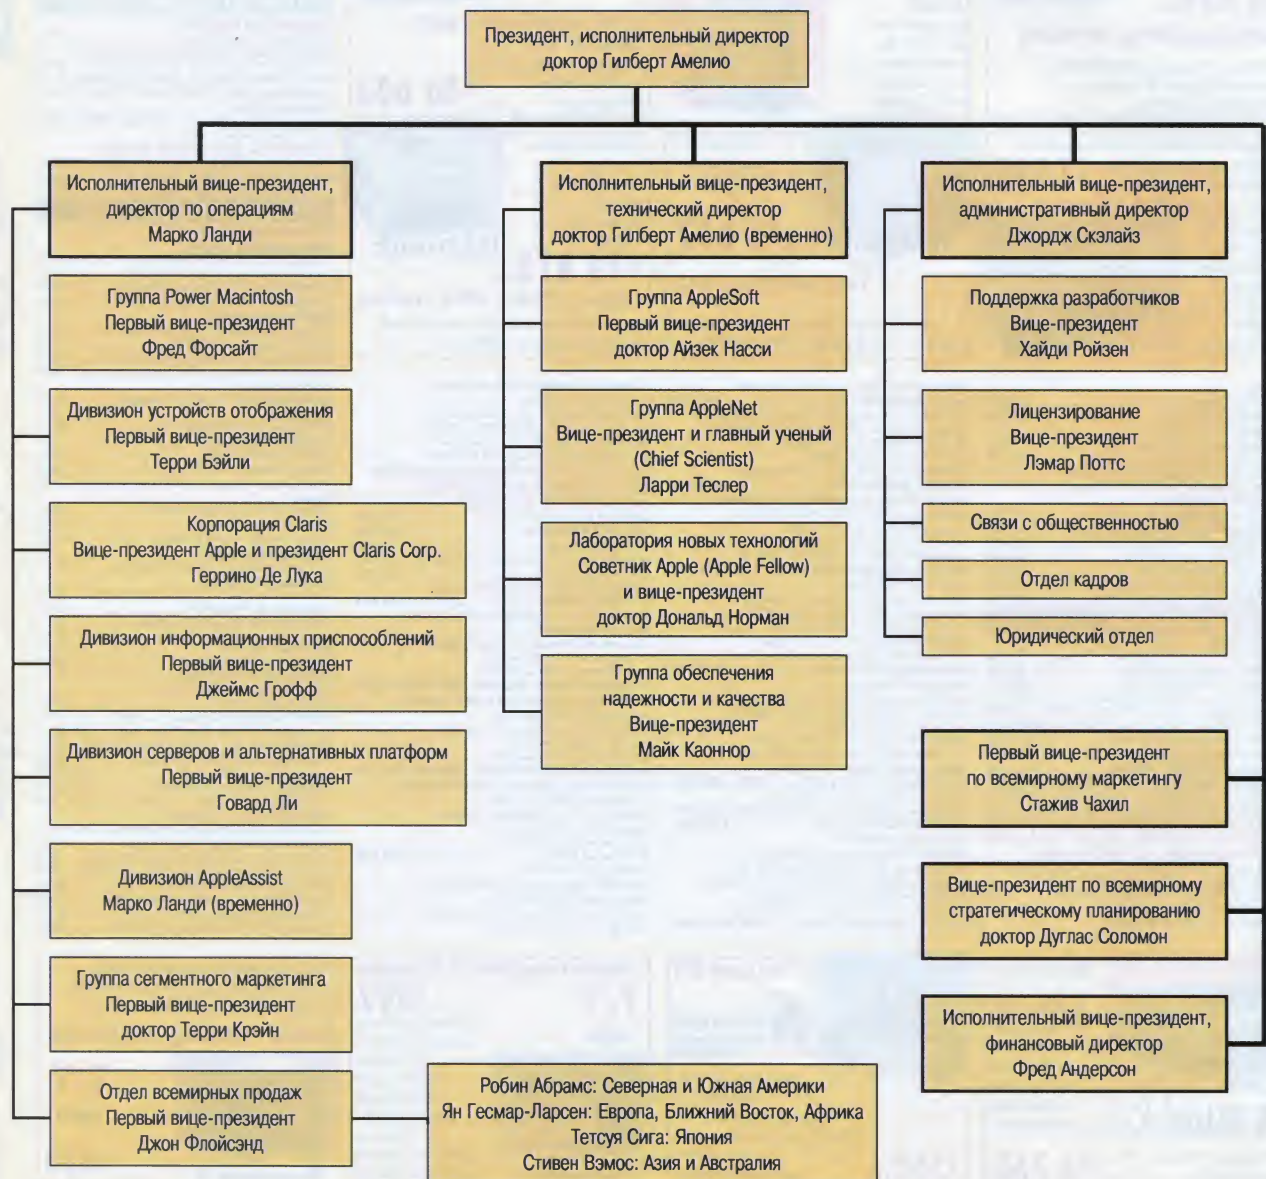 Президент, исполнительный директор
доктор Гилберт Амелио
Исполнительный вице-президент,
директор по операциям
Марко Ланди
Группа Power Macintosh
Первый вице-президент
Фред Форсайт
Дивизион устройств отображения
Первый вице-президент
Терри Бэйли
Корпорация Claris
Вице-президент Apple и президент Claris Corp.
Геррино Де Лука
Дивизион информационных приспособлений
Первый вице-президент
Джеймс Грофф
Дивизион серверов и альтернативных платформ
Первый вице-президент
Говард Ли
Дивизион AppleAssist
Марко Ланди (временно)
Группа сегментного маркетинга
Первый вице-президент
доктор Терри Крэйн
Отдел всемирных продаж
Первый вице-президент
Джон Флойсэнд
Робин Абрамс: Северная и Южная Америки
Ян Гесмар-Ларсен: Европа, Ближний Восток, Африка
Тетсуя Сига: Япония
Стивен Вэмос: Азия и Австралия
Исполнительный вице-президент,
технический директор
доктор Гилберт Амелио (временно)
Группа AppleSoft
Первый вице-президент
доктор Айзек Насси
Группа AppleNet
Вице-президент и главный ученый
(Chief Scientist)
Ларри Теслер
Лаборатория новых технологий
Советник Apple (Apple Fellow)
и вице-президент
доктор Дональд Норман
Группа обеспечения
надежности и качества
Вице-президент
Майк Каоннор
Исполнительный вице-президент,
административный директор
Джордж Скэлайз
Поддержка разработчиков
Вице-президент
Хайди Ройзен
Лицензирование
Вице-президент
Лэмар Поттс
Связи с общественностью
Отдел кадров
Юридический отдел
Первый вице-президент
по всемирному маркетингу
Стажив Чахил
Вице-президент по всемирному
стратегическому планированию
доктор Дуглас Соломон
Исполнительный вице-президент,
финансовый директор
Фред Андерсон